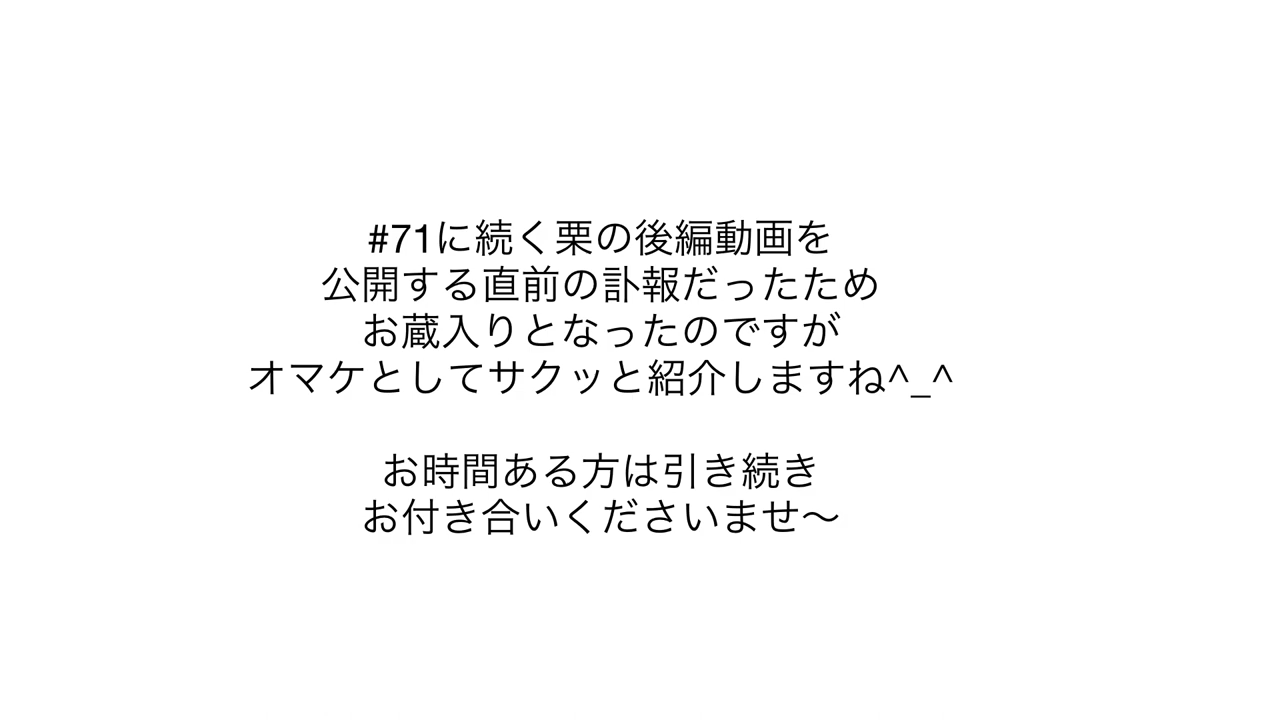 #71に続く栗の後編動画を
公開する直前の訃報だったため
お蔵入りとなったのですが
オマケとしてサクッと紹介しますね^_^
お時間ある方は引き続き
お付き合いくださいませ〜